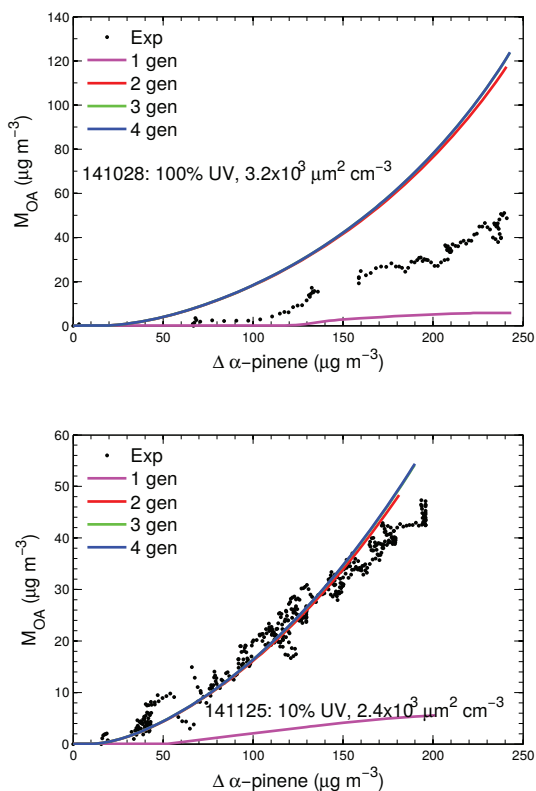 140
120
100
80
60
40
20
0
M_OA (μg m⁻³)
Exp
1 gen
2 gen
3 gen
4 gen
141028: 100% UV, 3.2x10³ μm² cm⁻³
0 50 100 150 200 250
Δ α−pinene (μg m⁻³)
60
50
40
30
20
10
0
M_OA (μg m⁻³)
Exp
1 gen
2 gen
3 gen
4 gen
141125: 10% UV, 2.4x10³ μm² cm⁻³
0 50 100 150 200 250
Δ α−pinene (μg m⁻³)